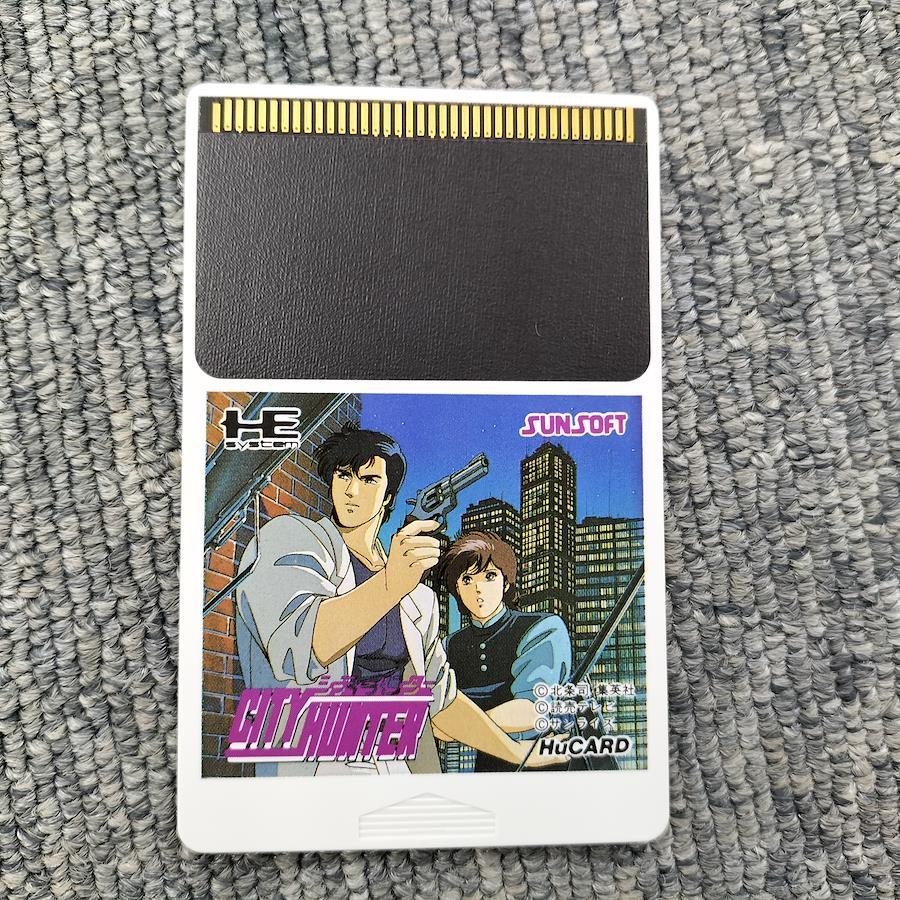 HE
system
SUNSOFT
シティーハンター
CITY HUNTER
©北条司 集英社
©読売テレビ
©サンライズ
HuCARD